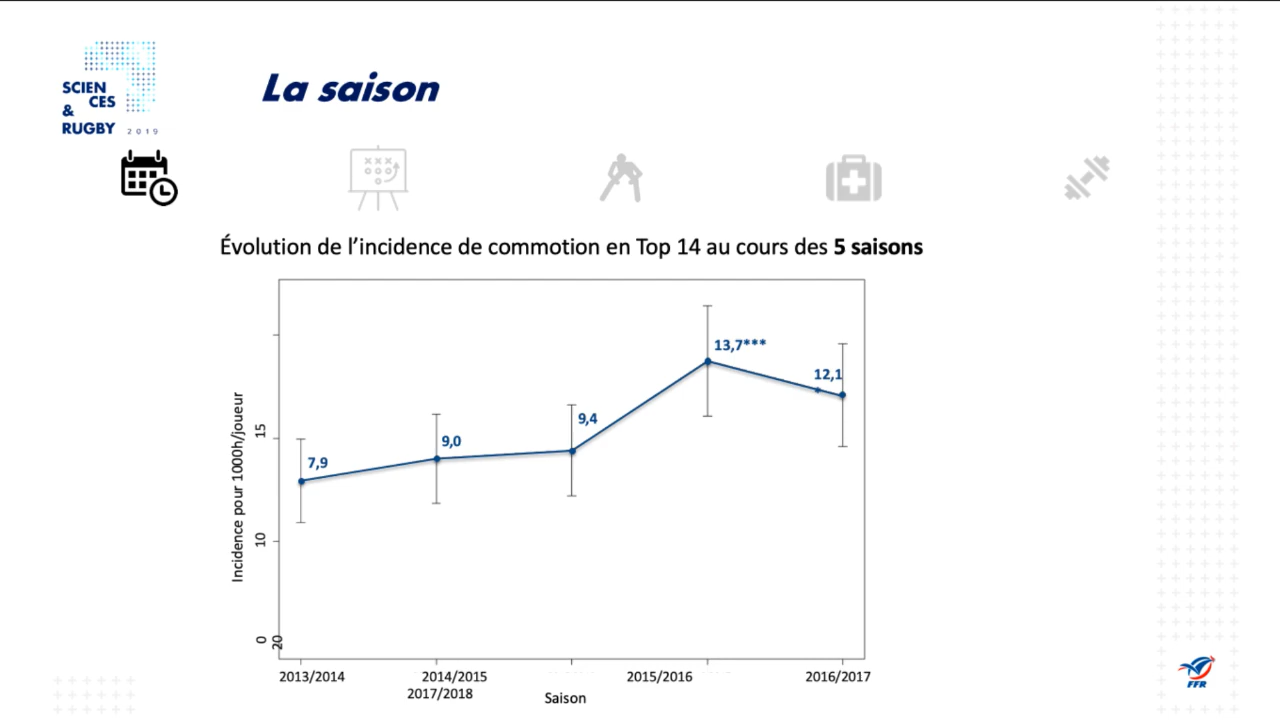 SCIEN
CES
&
RUGBY 2019
La saison
Évolution de l’incidence de commotion en Top 14 au cours des 5 saisons
13,7***
12,1
9,4
9,0
7,9
Incidence pour 1000h/joueur
15
10
0
20
2013/2014 2014/2015 2015/2016 2016/2017
2017/2018
Saison
FFR